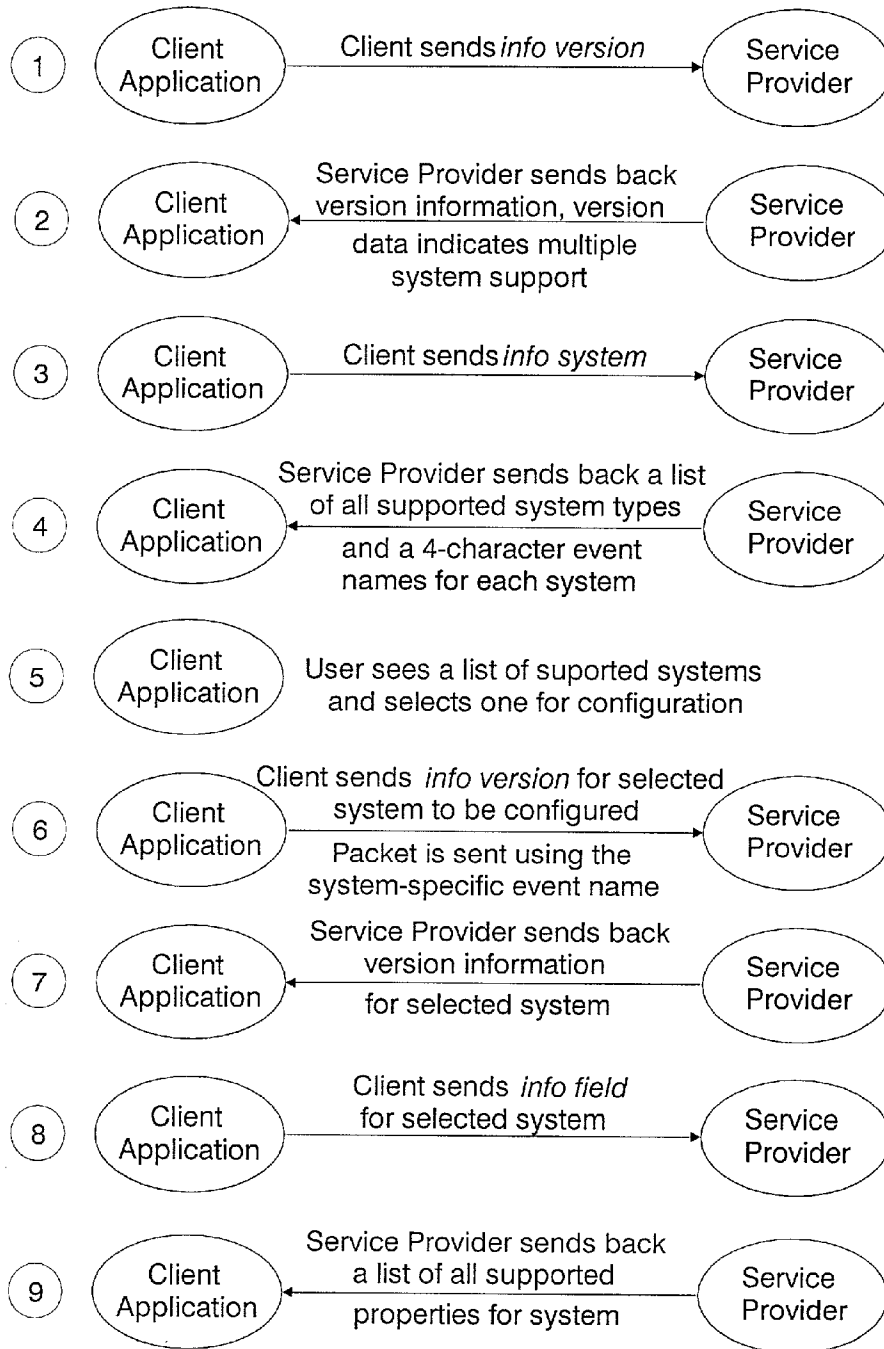 1
Client
Application
Client sends info version
Service
Provider
2
Client
Application
Service Provider sends back
version information, version
data indicates multiple
system support
Service
Provider
3
Client
Application
Client sends info system
Service
Provider
4
Client
Application
Service Provider sends back a list
of all supported system types
and a 4-character event
names for each system
Service
Provider
5
Client
Application
User sees a list of suported systems
and selects one for configuration
6
Client
Application
Client sends info version for selected
system to be configured
Packet is sent using the
system-specific event name
Service
Provider
7
Client
Application
Service Provider sends back
version information
for selected system
Service
Provider
8
Client
Application
Client sends info field
for selected system
Service
Provider
9
Client
Application
Service Provider sends back
a list of all supported
properties for system
Service
Provider